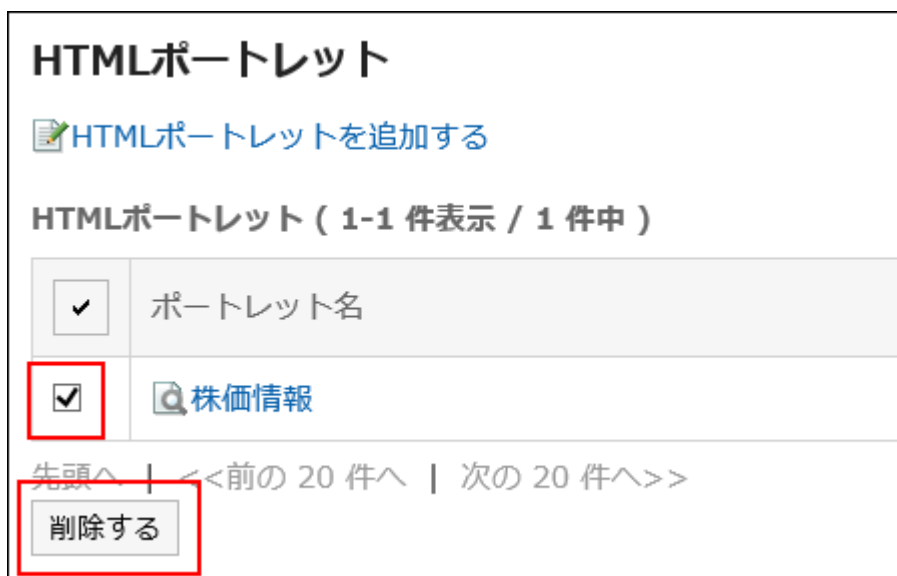 HTMLポートレット
HTMLポートレットを追加する
HTMLポートレット ( 1-1 件表示 / 1 件中 )
ポートレット名
株価情報
先頭へ | <<前の 20 件へ | 次の 20 件へ>>
削除する